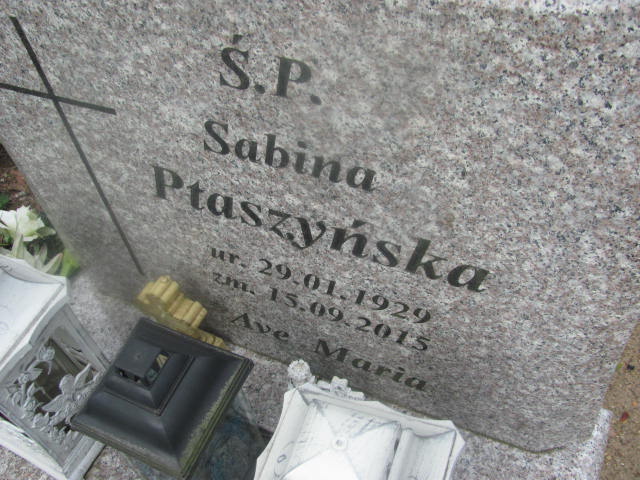 Ś.P.
Sabina
Ptaszyńska
ur. 29.01.1929
zm. 15.09.2015
Ave Maria